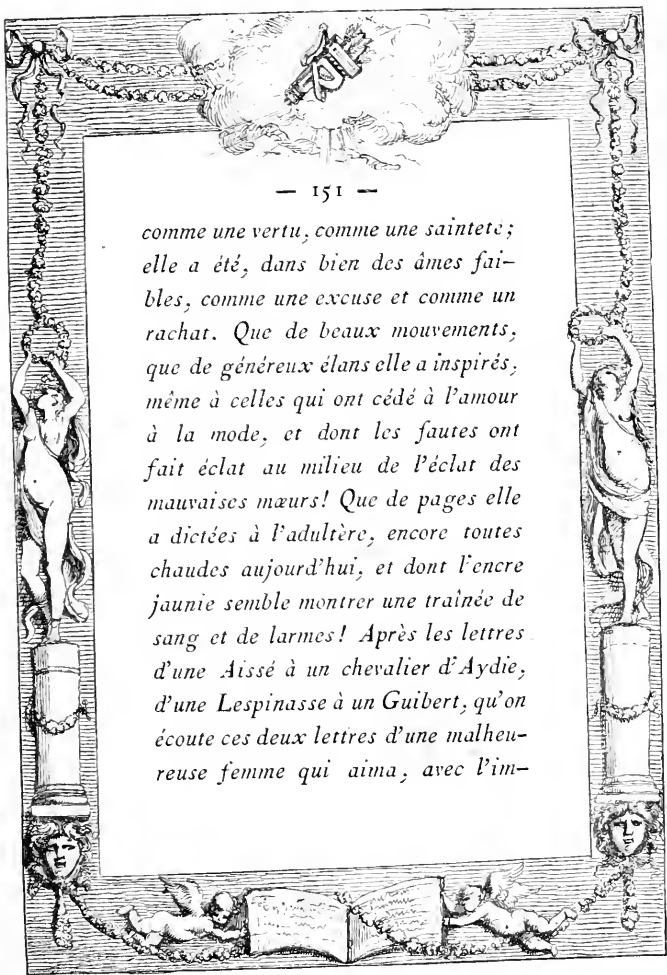 — 151 —
comme une vertu, comme une sainteté;
elle a été, dans bien des âmes fai-
bles, comme une excuse et comme un
rachat. Que de beaux mouvements,
que de généreux élans elle a inspirés,
même à celles qui ont cédé à l'amour
à la mode, et dont les fautes ont
fait éclat au milieu de l'éclat des
mauvaises mœurs! Que de pages elle
a dictées à l'adultère, encore toutes
chaudes aujourd'hui, et dont l'encre
jaunie semble montrer une traînée de
sang et de larmes! Après les lettres
d'une Aïssé à un chevalier d'Aydie,
d'une Lespinasse à un Guibert, qu'on
écoute ces deux lettres d'une malheu-
reuse femme qui aima, avec l'im-